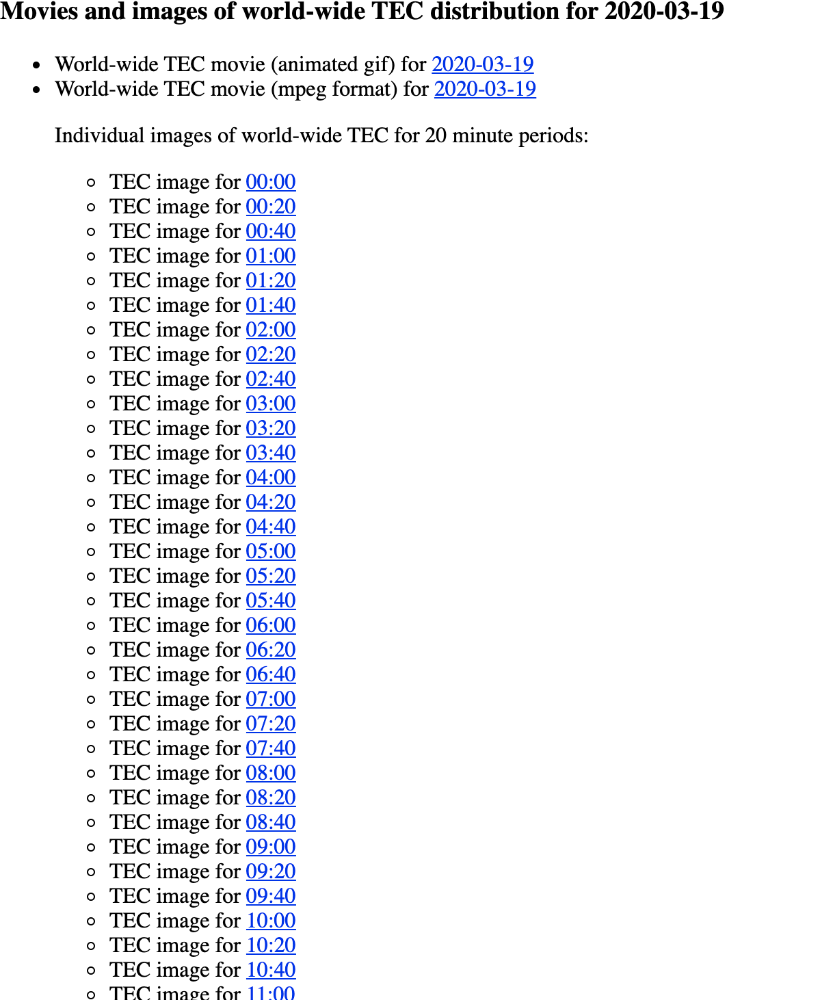 Movies and images of world-wide TEC distribution for 2020-03-19
World-wide TEC movie (animated gif) for 2020-03-19
World-wide TEC movie (mpeg format) for 2020-03-19
Individual images of world-wide TEC for 20 minute periods:
TEC image for 00:00
TEC image for 00:20
TEC image for 00:40
TEC image for 01:00
TEC image for 01:20
TEC image for 01:40
TEC image for 02:00
TEC image for 02:20
TEC image for 02:40
TEC image for 03:00
TEC image for 03:20
TEC image for 03:40
TEC image for 04:00
TEC image for 04:20
TEC image for 04:40
TEC image for 05:00
TEC image for 05:20
TEC image for 05:40
TEC image for 06:00
TEC image for 06:20
TEC image for 06:40
TEC image for 07:00
TEC image for 07:20
TEC image for 07:40
TEC image for 08:00
TEC image for 08:20
TEC image for 08:40
TEC image for 09:00
TEC image for 09:20
TEC image for 09:40
TEC image for 10:00
TEC image for 10:20
TEC image for 10:40
TEC image for 11:00